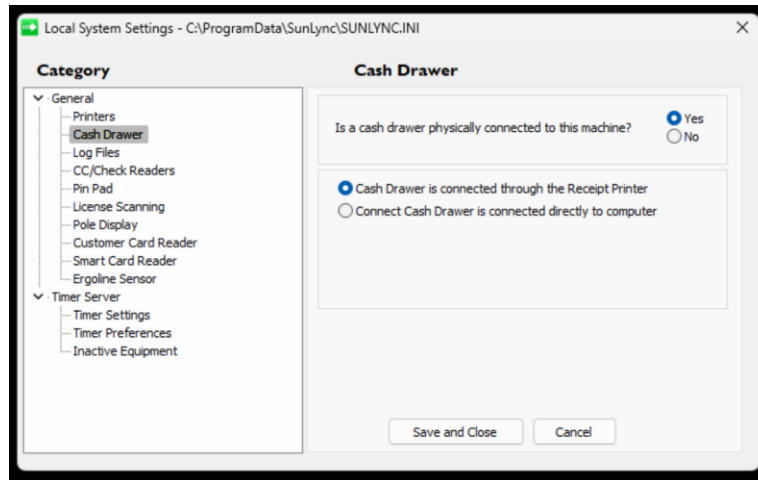 Local System Settings - C:\ProgramData\SunLync\SUNLYNC.INI
Category
General
Printers
Cash Drawer
Log Files
CC/Check Readers
Pin Pad
License Scanning
Pole Display
Customer Card Reader
Smart Card Reader
Ergoline Sensor
Timer Server
Timer Settings
Timer Preferences
Inactive Equipment
Cash Drawer
Is a cash drawer physically connected to this machine?
Yes
No
Cash Drawer is connected through the Receipt Printer
Connect Cash Drawer is connected directly to computer
Save and Close
Cancel